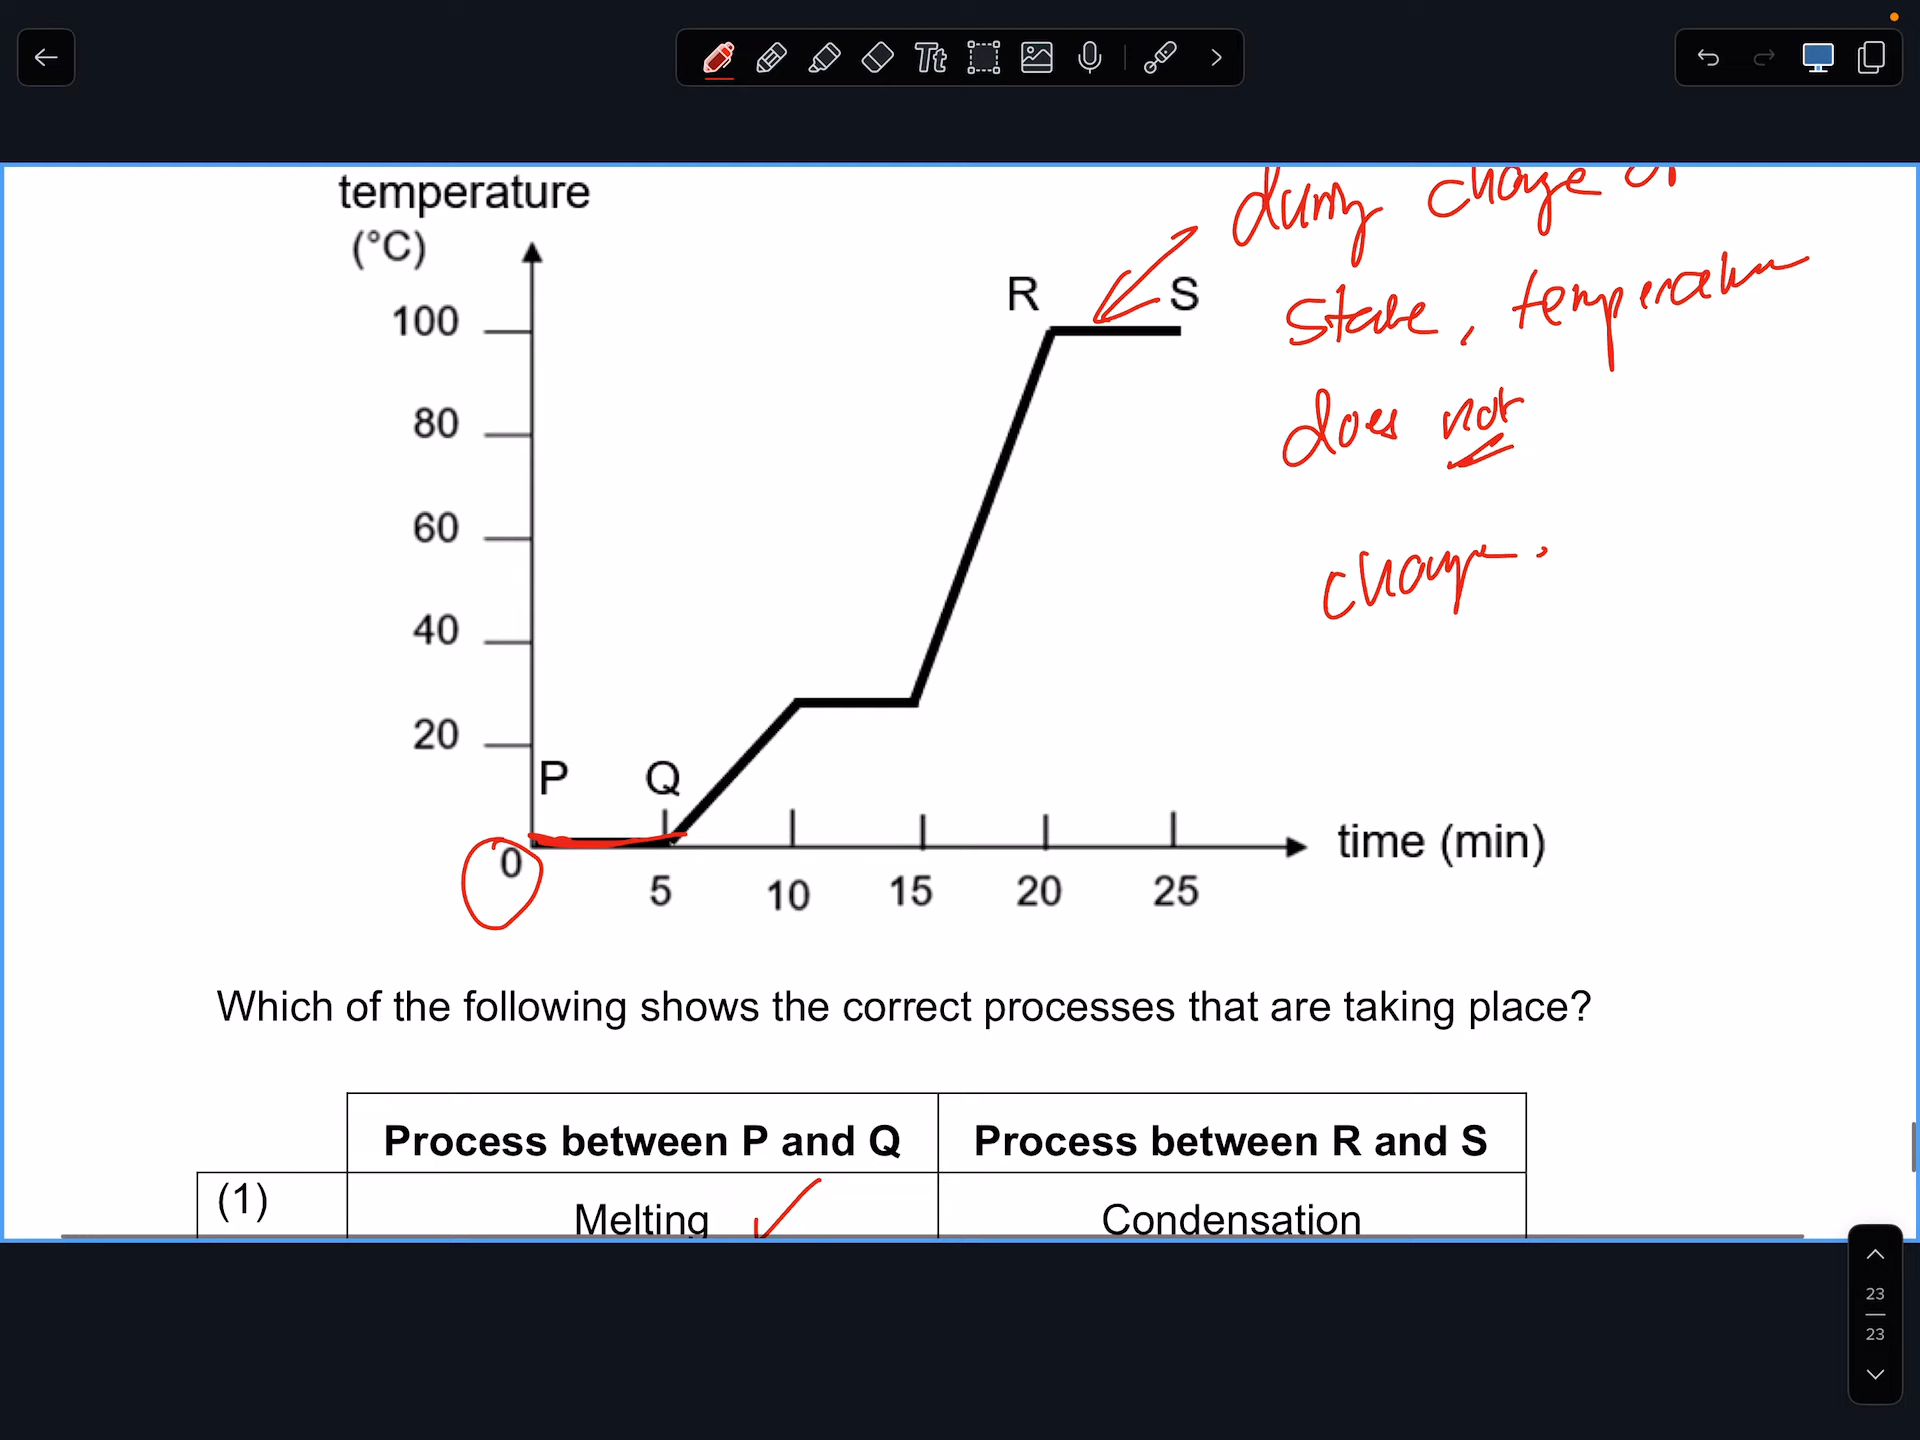 Tt
temperature
(°C)
during change of
R
S
100
state, temperature
80
does not
60
change.
40
20
P
Q
0
time (min)
5
10
15
20
25
Which of the following shows the correct processes that are taking place?
Process between P and Q
Process between R and S
(1)
Melting
Condensation
23
23